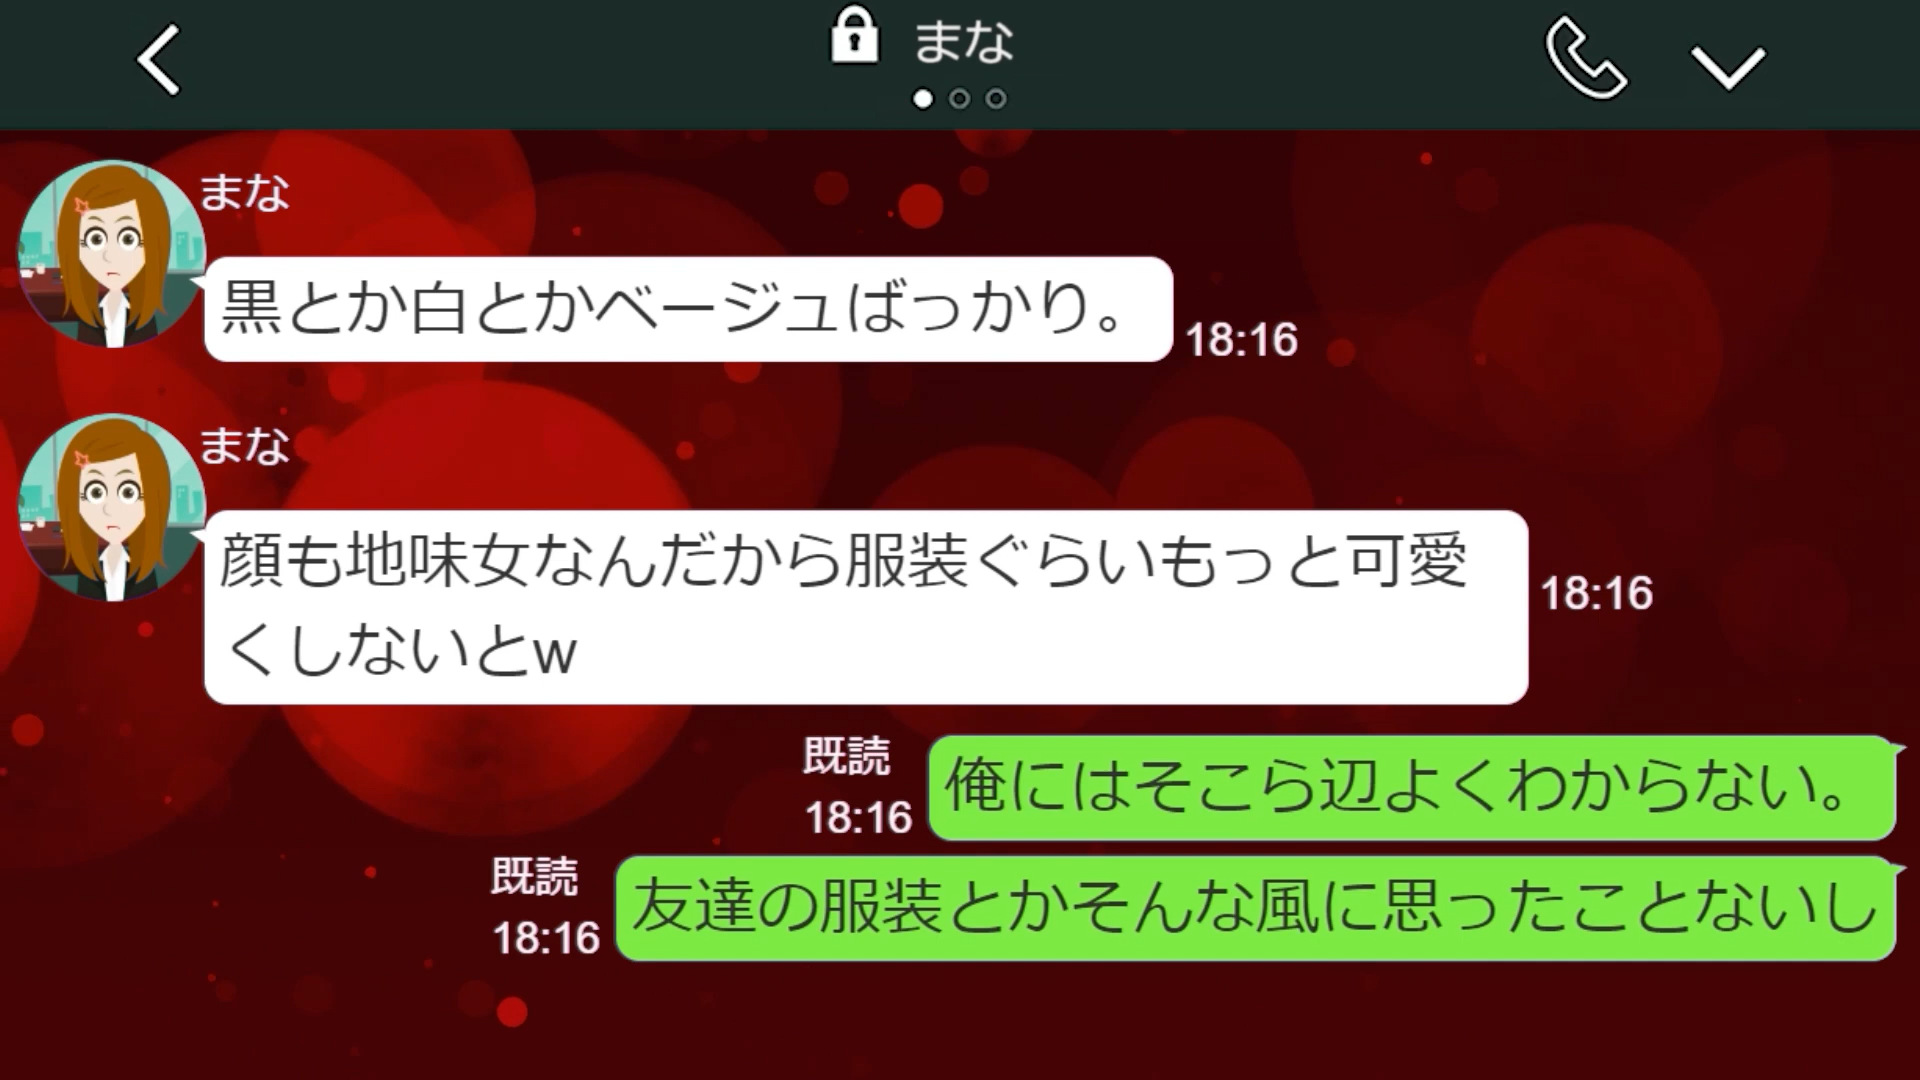 まな
まな
黒とか白とかベージュばっかり。
18:16
まな
顔も地味女なんだから服装ぐらいもっと可愛
くしないとw
18:16
既読
18:16
俺にはそこら辺よくわからない。
既読
18:16
友達の服装とかそんな風に思ったことないし